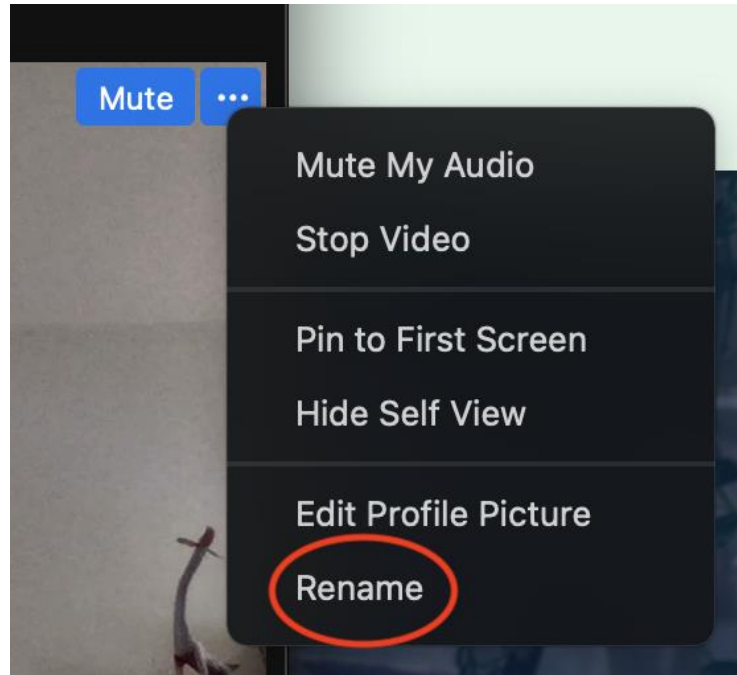 Mute ...
Mute My Audio
Stop Video
Pin to First Screen
Hide Self View
Edit Profile Picture
Rename